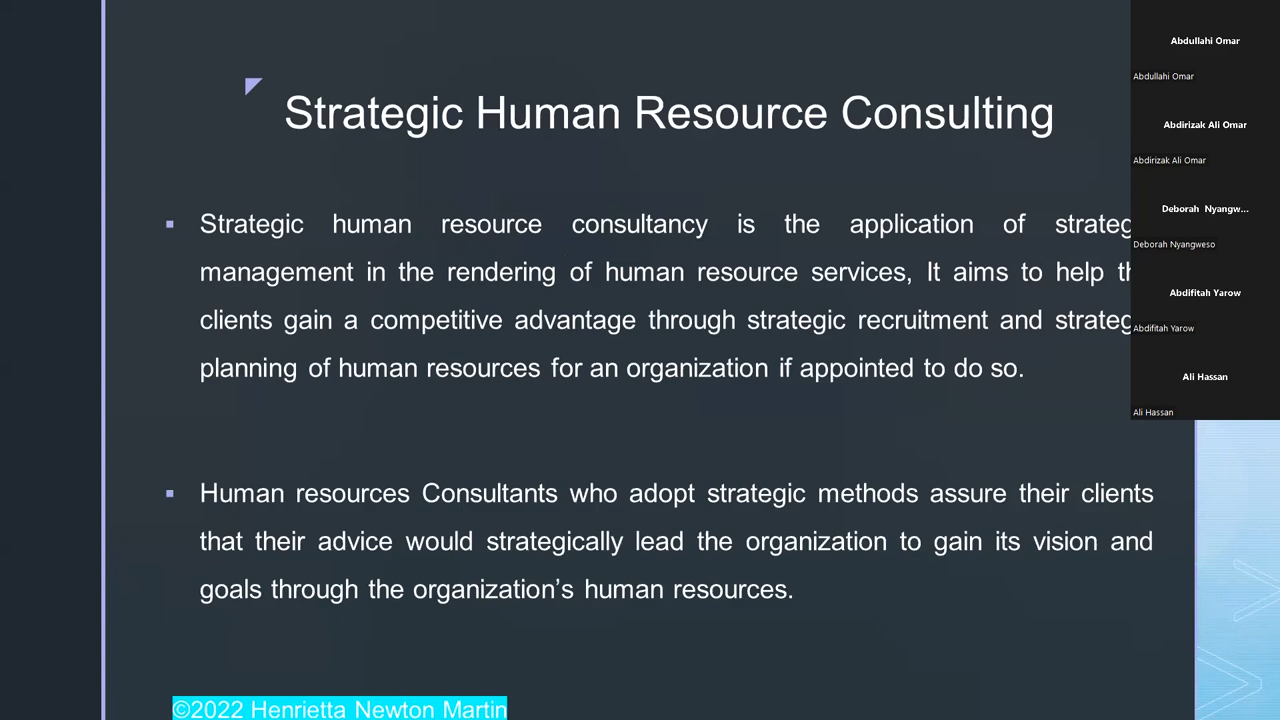 Strategic Human Resource Consulting
Strategic human resource consultancy is the application of
management in the rendering of human resource services, It aims to help
clients gain a competitive advantage through strategic recruitment and
planning of human resources for an organization if appointed to do so.
Human resources Consultants who adopt strategic methods assure their clients
that their advice would strategically lead the organization to gain its vision and
goals through the organization’s human resources.
©2022 Henrietta Newton Martin
Abdullahi Omar
Abdullahi Omar
Abdirizak Ali Omar
Abdirizak Ali Omar
Deborah Nyangw...
Deborah Nyangweso
Abdifitah Yarow
Abdifitah Yarow
Ali Hassan
Ali Hassan